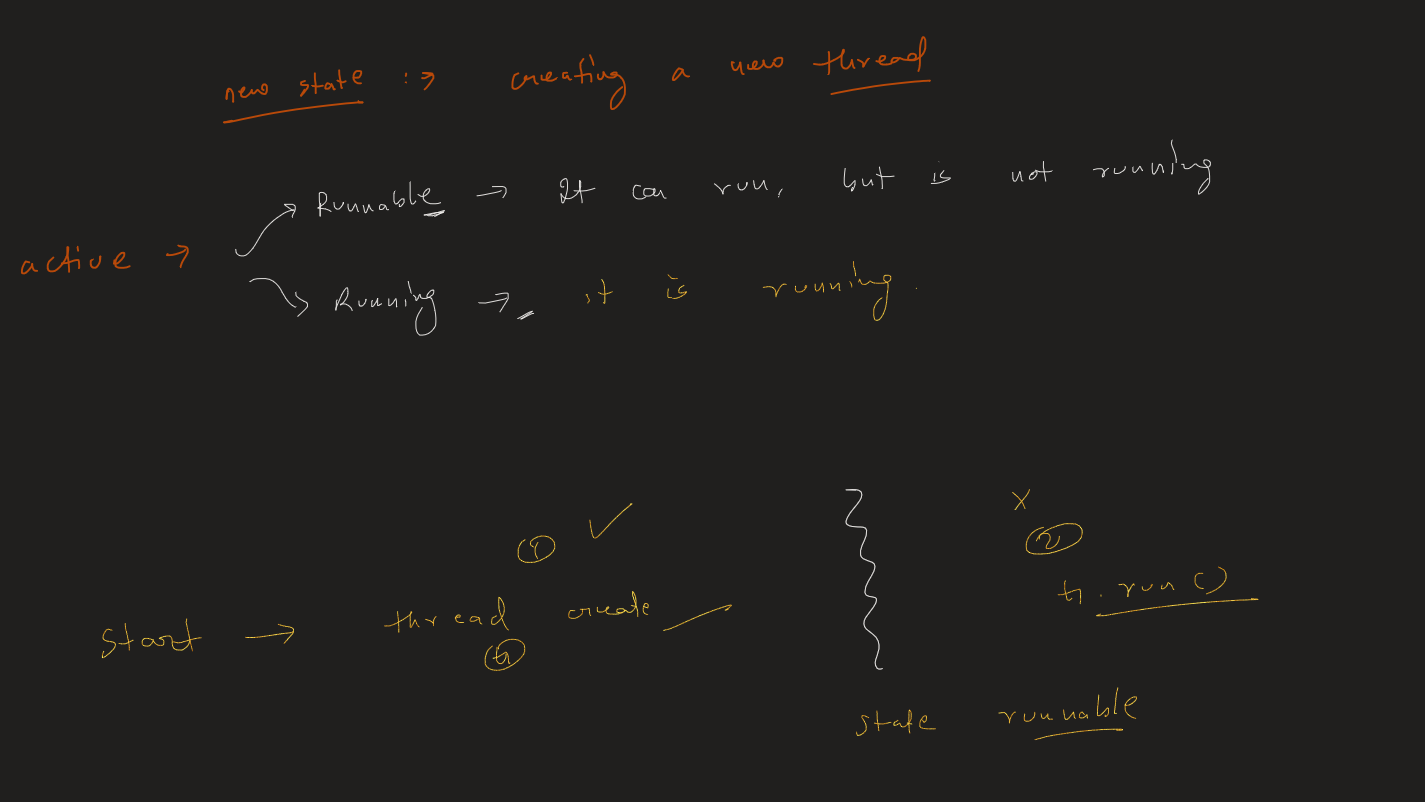 new state :→ creating a new thread
Runnable → It can run, but is not running
active →
Running → it is running.
① ✓
x
②
start → thread create
t1
t1.run()
state runnable